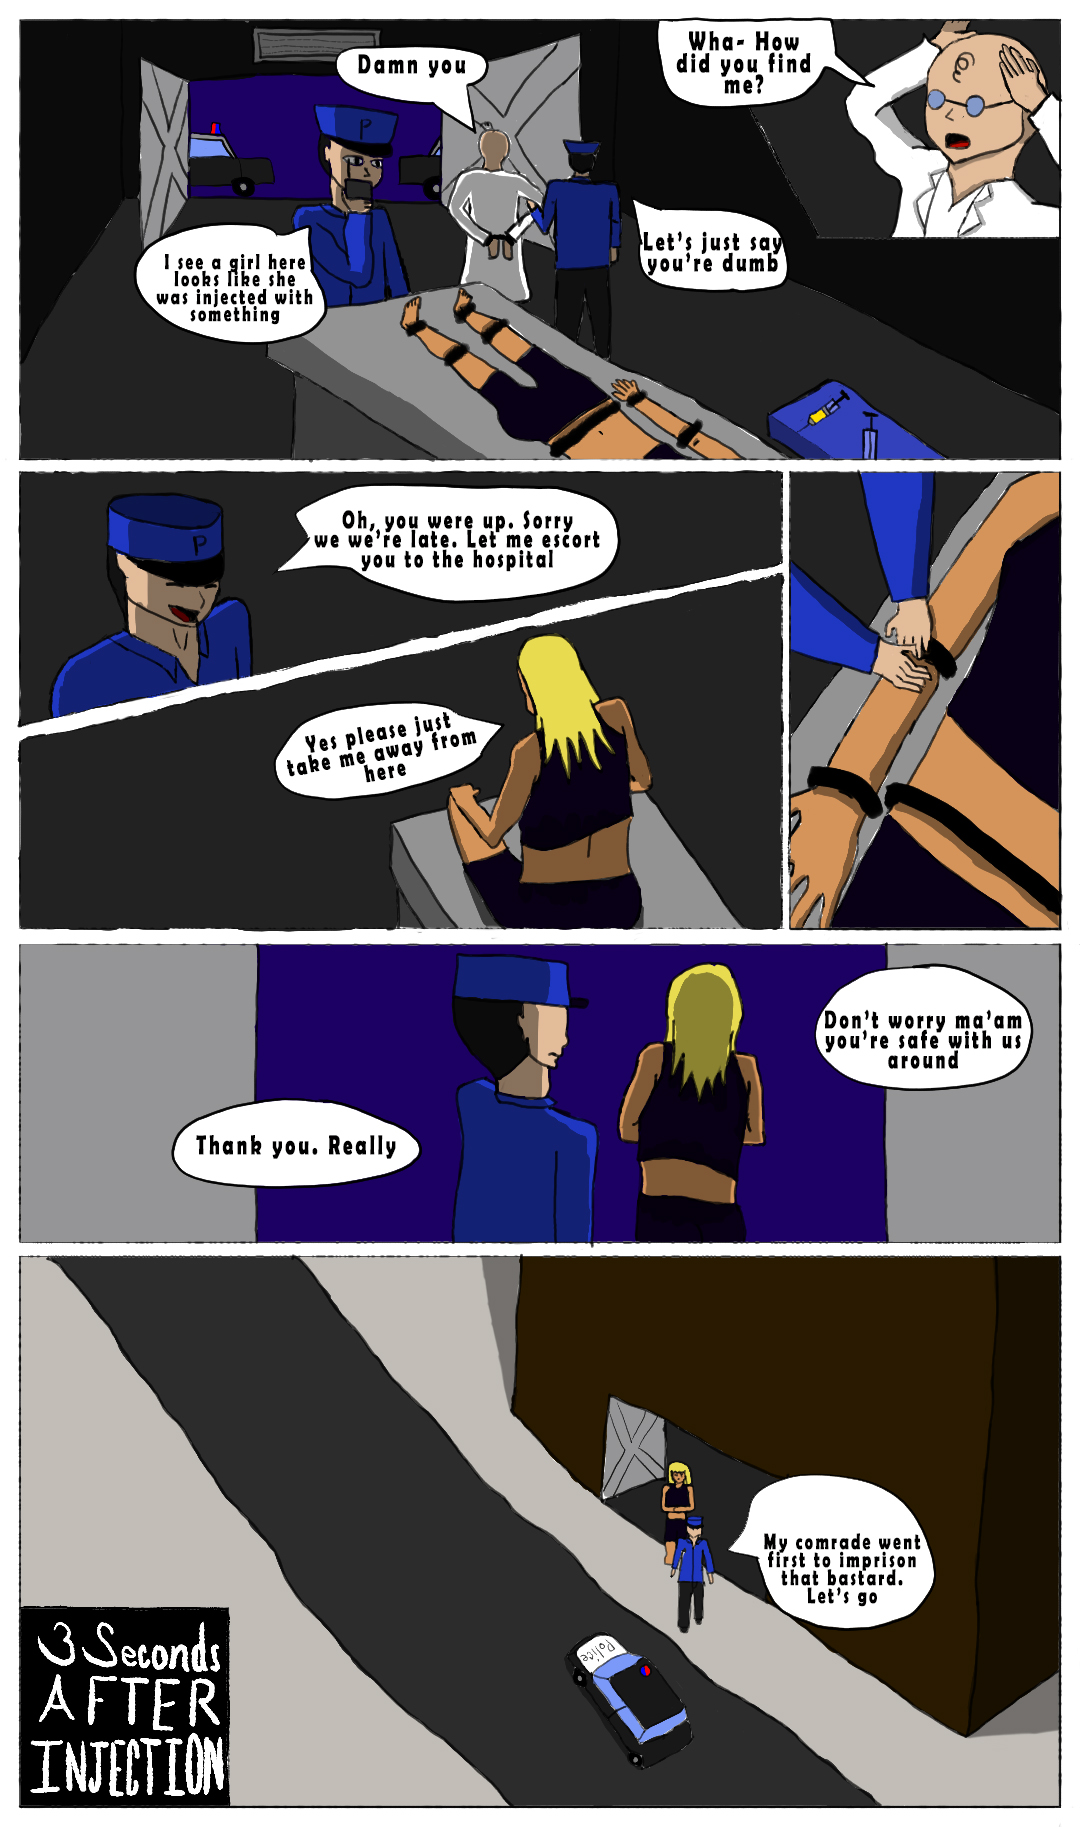 Damn you
Wha- How
did you find
me?
P
I see a girl here
looks like she
was injected with
something
Let's just say
you're dumb
Oh, you were up. Sorry
we we're late. Let me escort
you to the hospital
P
Yes please just
take me away from
here
Don't worry ma'am
you're safe with us
around
Thank you. Really
My comrade went
first to imprison
that bastard.
Let's go
Police
3 Seconds
AFTER
INJECTION